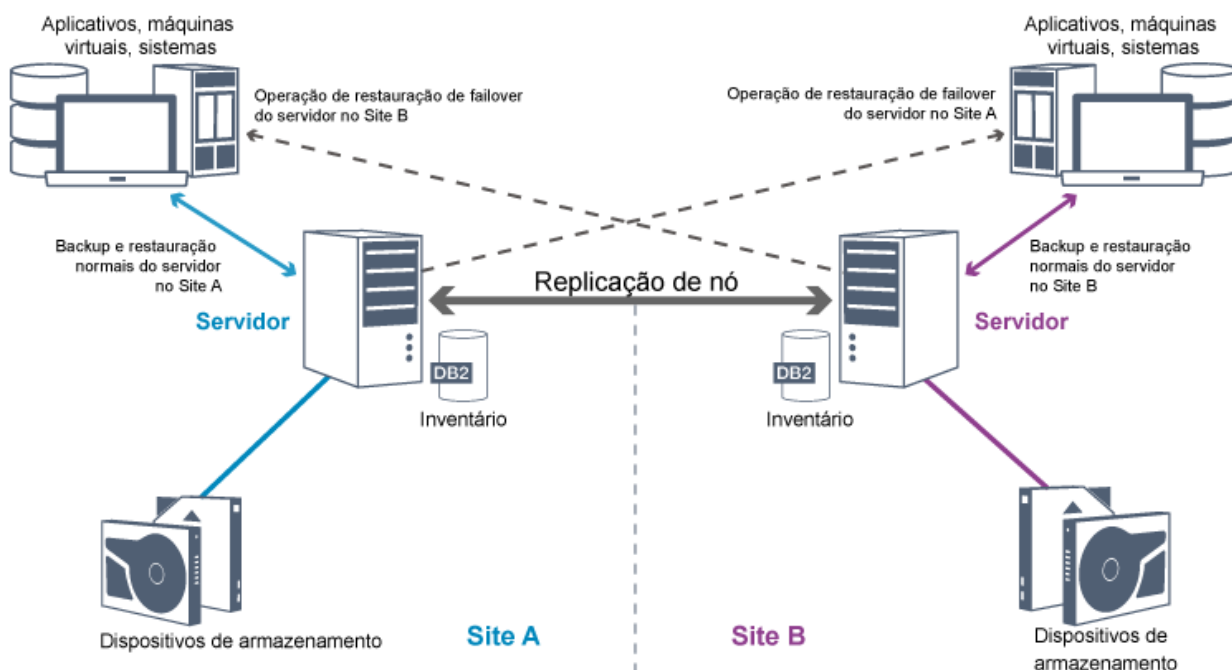 Aplicativos, máquinas
virtuais, sistemas
Operação de restauração de failover
do servidor no Site B
Backup e restauração
normais do servidor
no Site A
Servidor
DB2
Inventário
Dispositivos de armazenamento
Site A
Replicação de nó
Aplicativos, máquinas
virtuais, sistemas
Operação de restauração de failover
do servidor no Site A
Backup e restauração
normais do servidor
no Site B
Servidor
DB2
Inventário
Site B
Dispositivos de
armazenamento